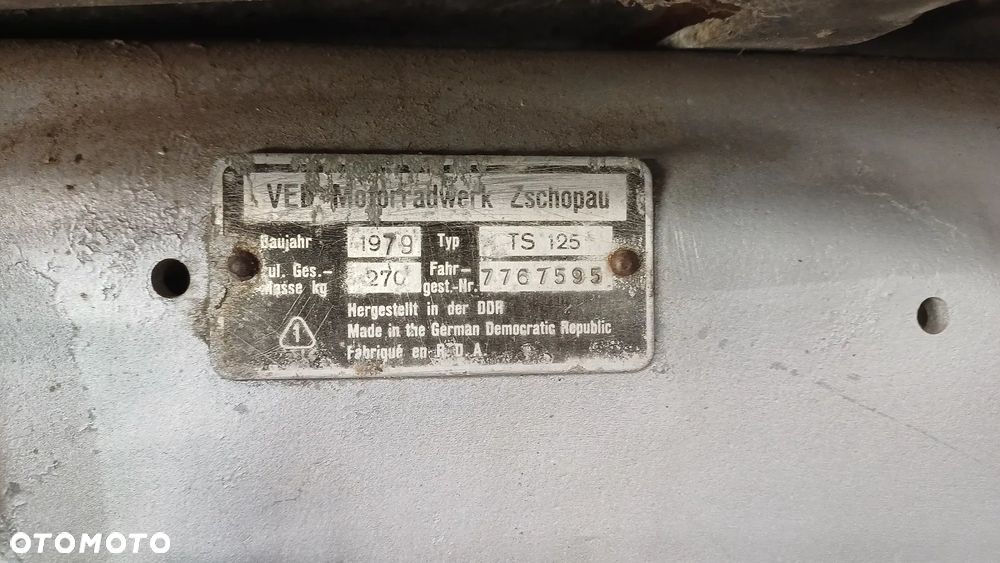 VEB Motorradwerk Zschopau
Baujahr 1979 Typ TS 125
zul. Ges.- Masse kg 270 Fahr- gest.-Nr. 7767595
Hergestellt in der DDR
1 Made in the German Democratic Republic
Fabriqué en R.D.A.
OTOMOTO